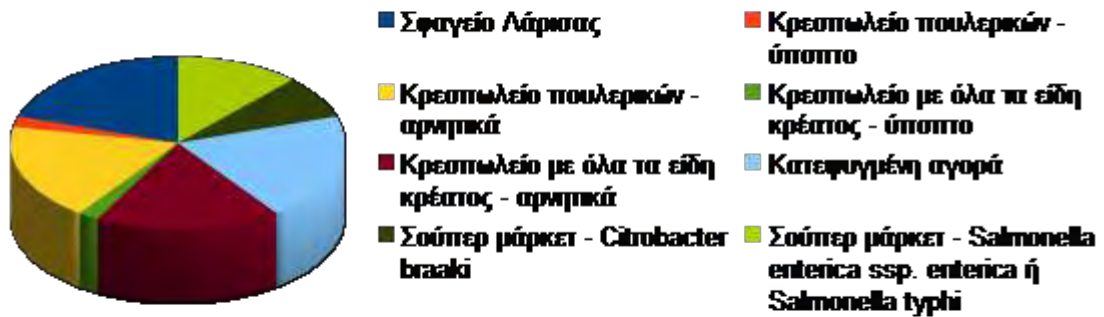 Σφαγείο Λάρισας
Κρεοπωλείο πουλερικών -
ύποπτο
Κρεοπωλείο πουλερικών -
αρνητικά
Κρεοπωλείο με όλα τα είδη
κρέατος - ύποπτο
Κρεοπωλείο με όλα τα είδη
κρέατος - αρνητικά
Κατεψυγμένη αγορά
Σούπερ μάρκετ - Citrobacter
braaki
Σούπερ μάρκετ - Salmonella
enterica ssp. enterica ή
Salmonella typhi